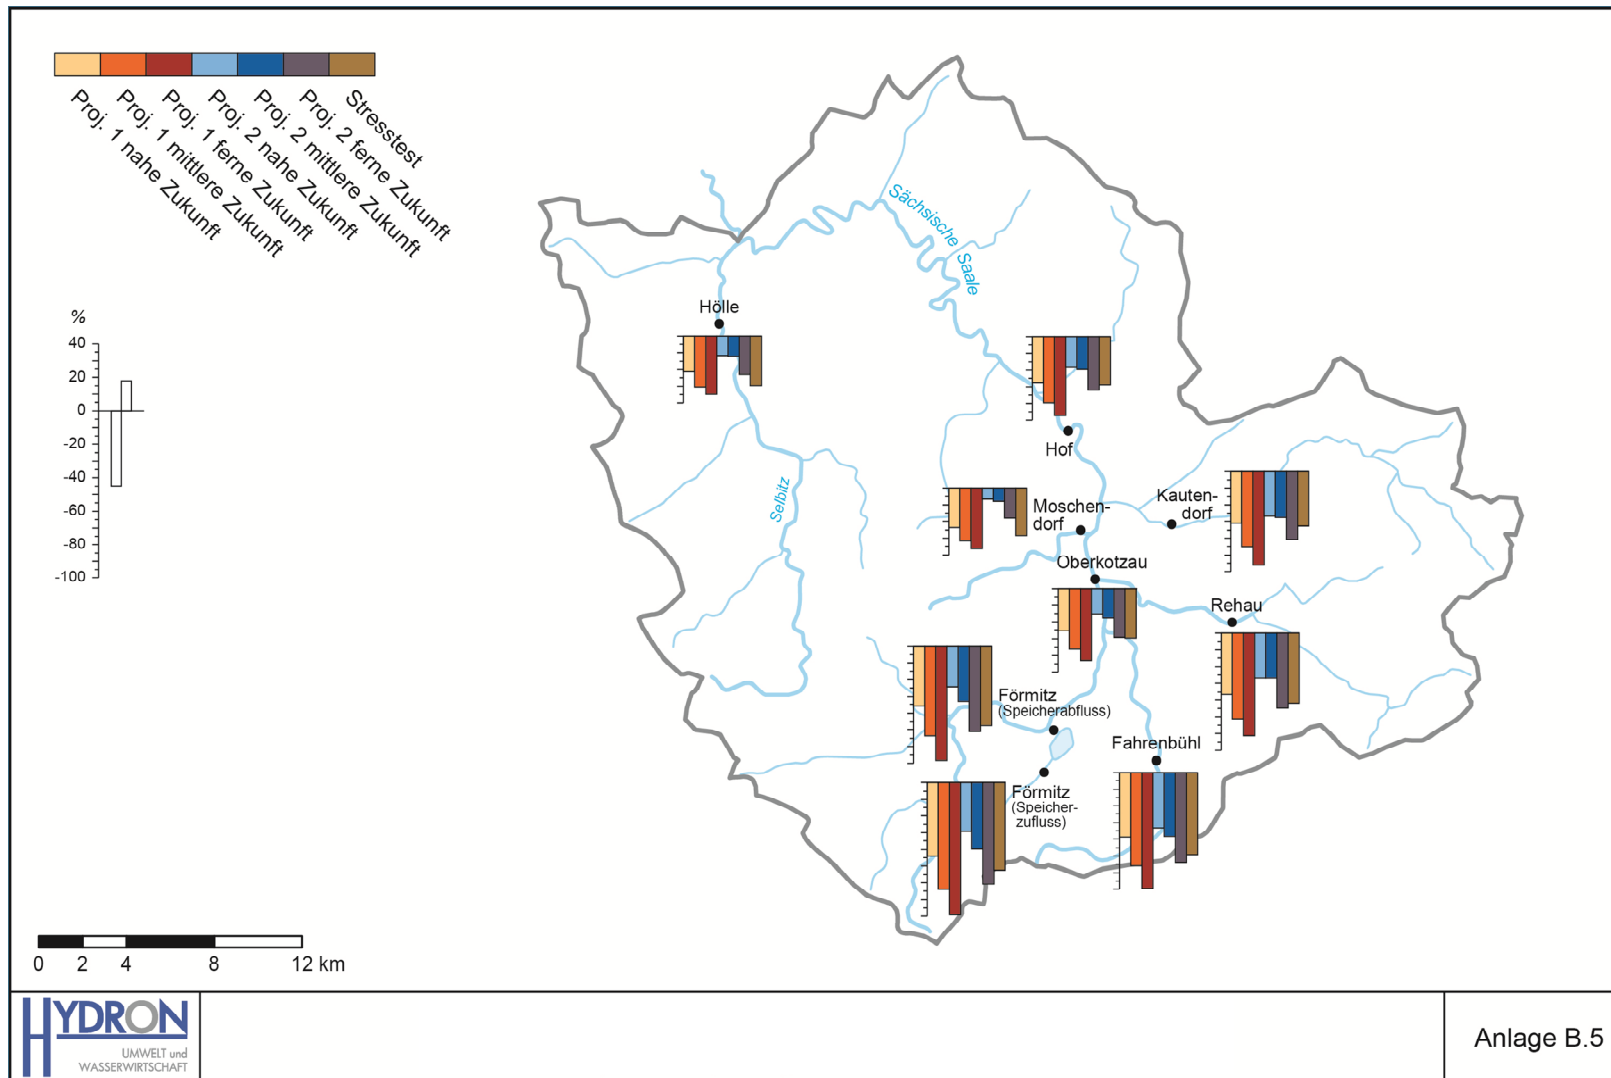 Proj. 1 nahe Zukunft
Proj. 1 mittlere Zukunft
Proj. 1 ferne Zukunft
Proj. 2 nahe Zukunft
Proj. 2 mittlere Zukunft
Proj. 2 ferne Zukunft
Stresstest
%
40
20
0
-20
-40
-60
-80
-100
Sächsische Saale
Hölle
Hof
Selbitz
Moschen-
dorf
Kauten-
dorf
Oberkotzau
Rehau
Förmitz
(Speicherabfluss)
Fahrenbühl
Förmitz
(Speicher-
zufluss)
0 2 4 8 12 km
HYDRON
UMWELT und
WASSERWIRTSCHAFT
Anlage B.5